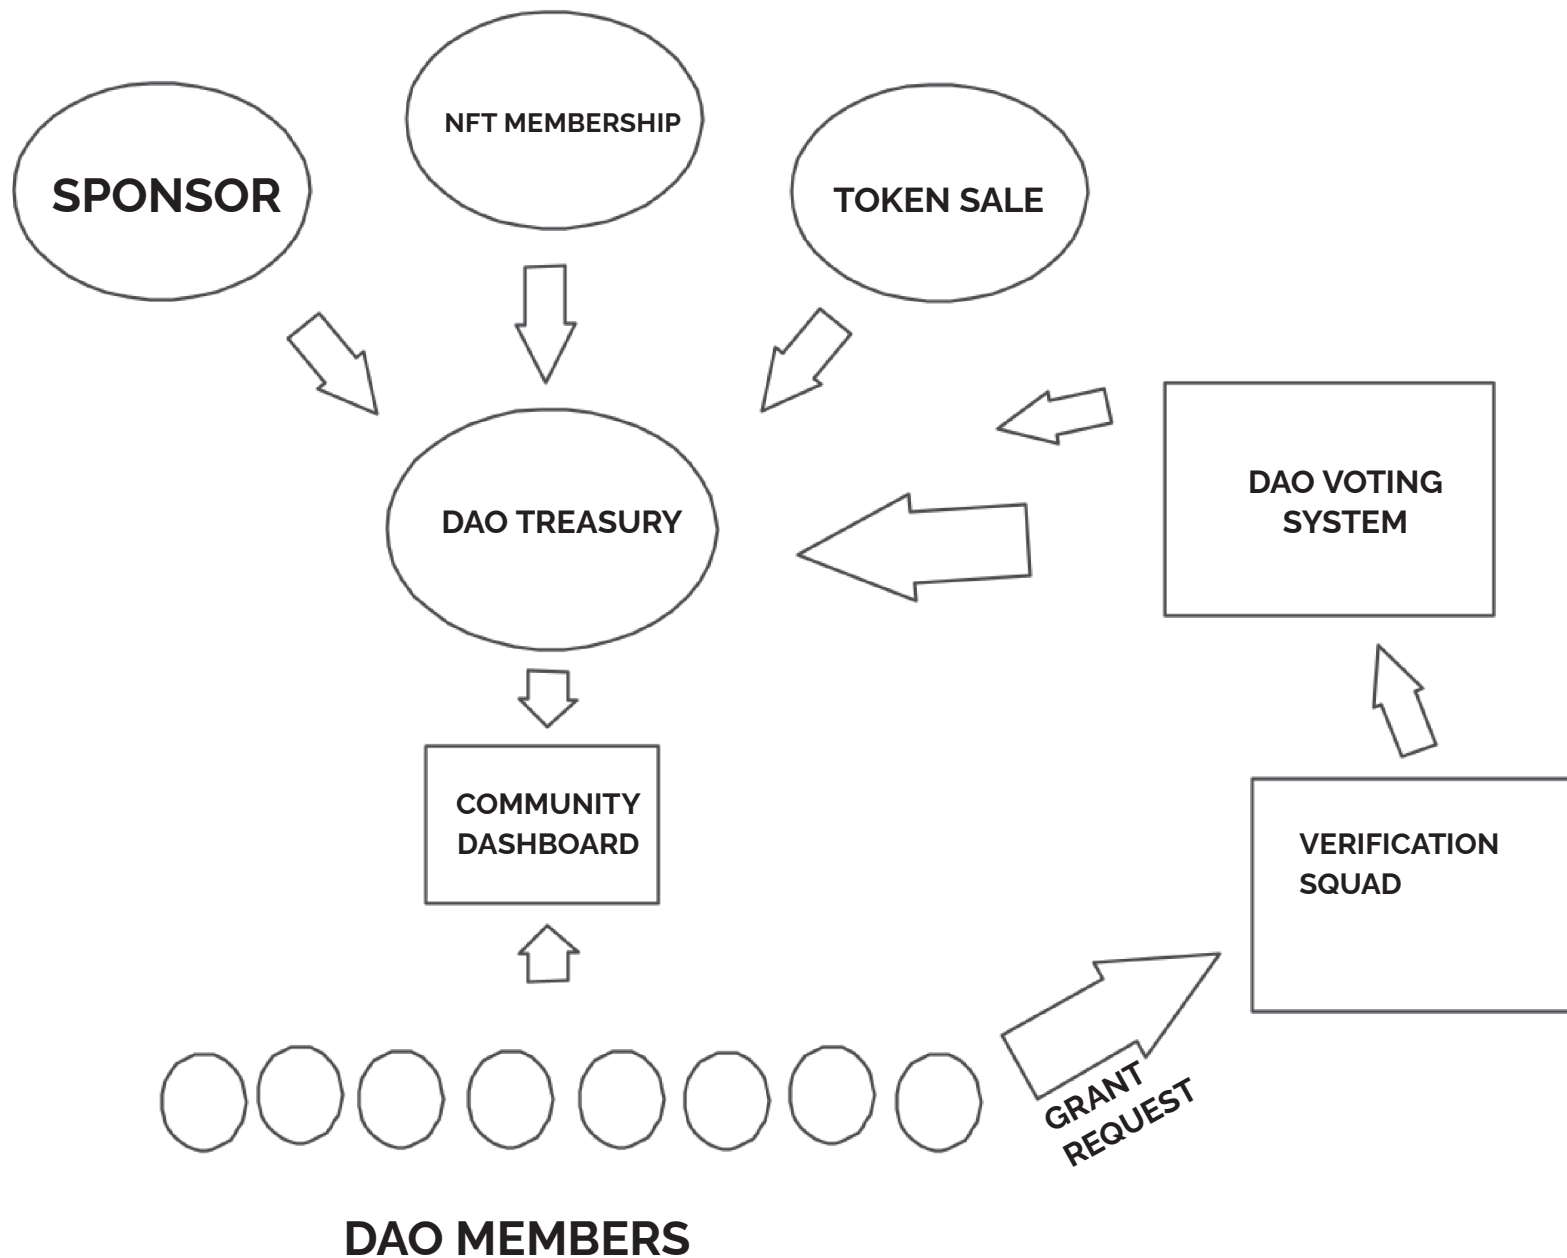 NFT MEMBERSHIP
SPONSOR
TOKEN SALE
DAO VOTING
SYSTEM
DAO TREASURY
COMMUNITY
DASHBOARD
VERIFICATION
SQUAD
GRANT
REQUEST
DAO MEMBERS